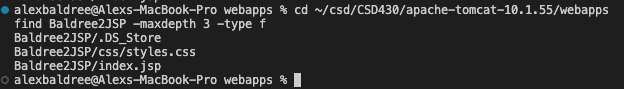 alexbaldree@Alexs-MacBook-Pro webapps % cd ~/csd/CSD430/apache-tomcat-10.1.55/webapps
find Baldree2JSP -maxdepth 3 -type f
Baldree2JSP/.DS_Store
Baldree2JSP/css/styles.css
Baldree2JSP/index.jsp
alexbaldree@Alexs-MacBook-Pro webapps %